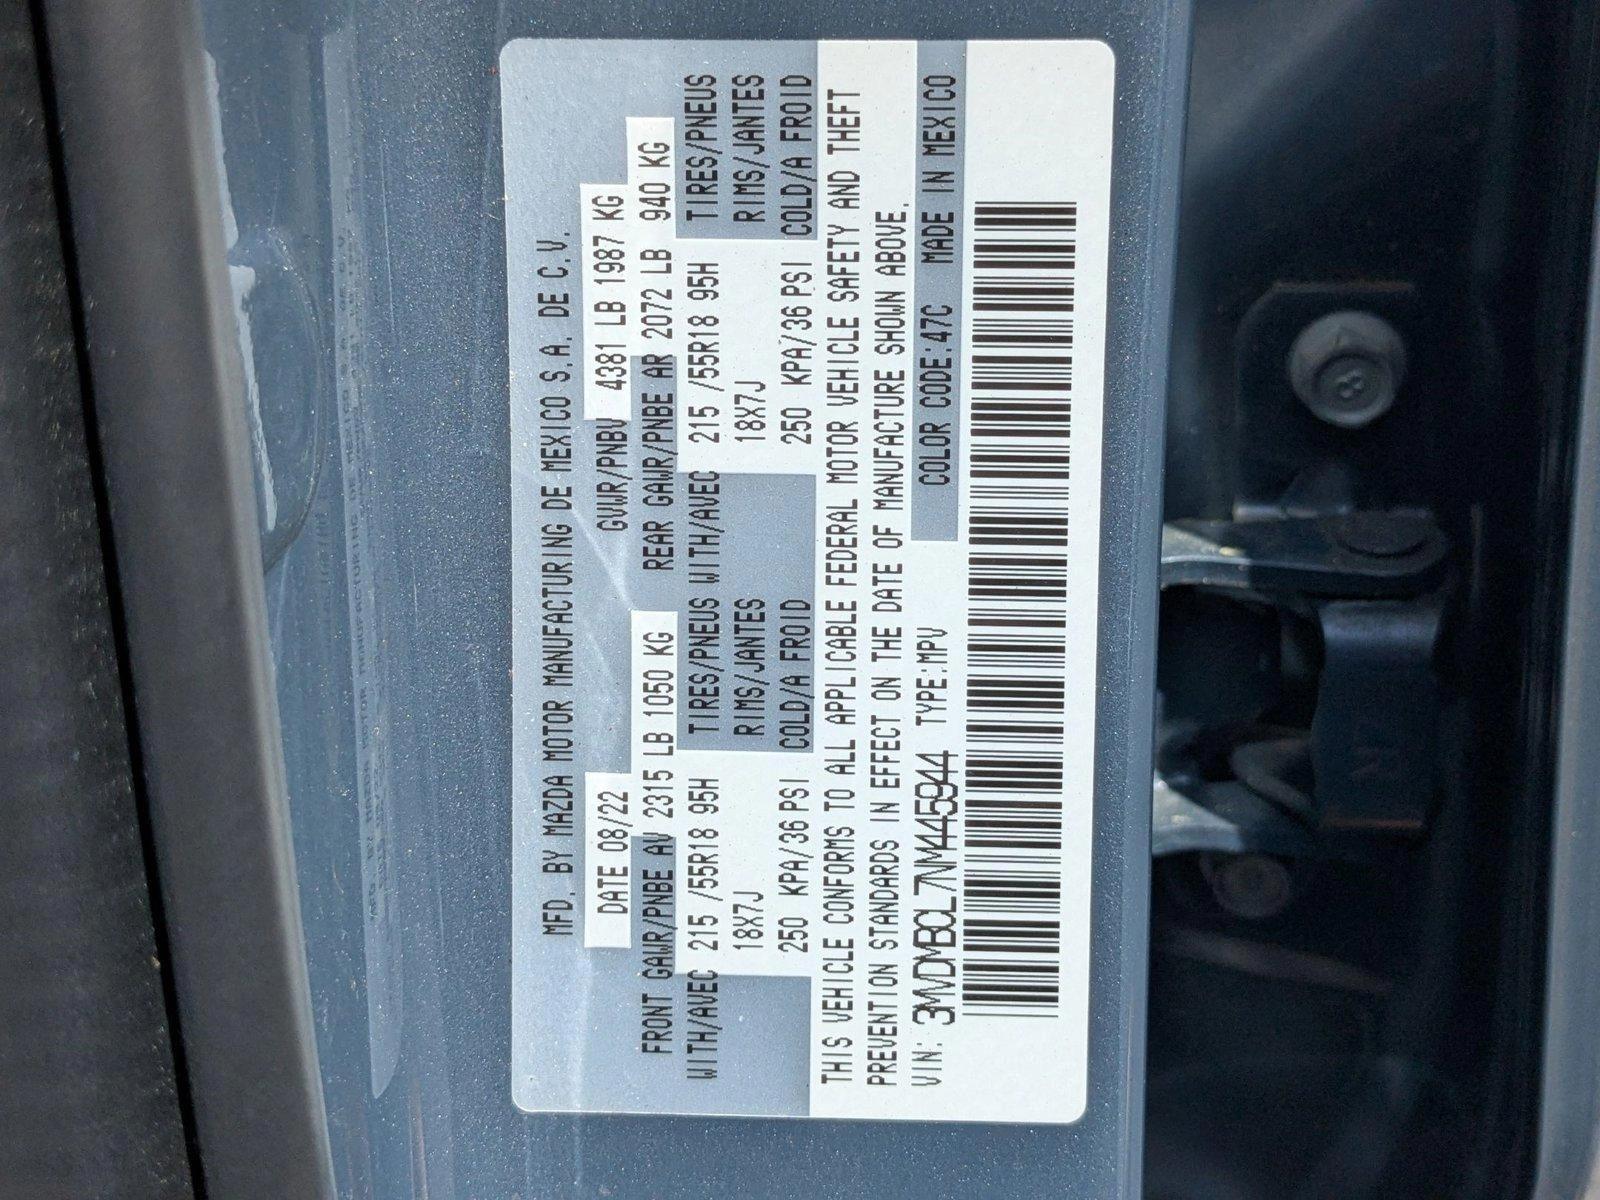 MFD. BY MAZDA MOTOR MANUFACTURING DE MEXICO S.A. DE C.V.
DATE 08/22 GVWR/PNBV 4381 LB 1987 KG
FRONT GAWR/PNBE AV 2315 LB 1050 KG REAR GAWR/PNBE AR 2072 LB 940 KG
WITH/AVEC 215 /55R18 95H TIRES/PNEUS WITH/AVEC 215 /55R18 95H TIRES/PNEUS
18X7J RIMS/JANTES 18X7J RIMS/JANTES
250 KPA/36 PSI COLD/A FROID 250 KPA/36 PSI COLD/A FROID
THIS VEHICLE CONFORMS TO ALL APPLICABLE FEDERAL MOTOR VEHICLE SAFETY AND THEFT
PREVENTION STANDARDS IN EFFECT ON THE DATE OF MANUFACTURE SHOWN ABOVE.
VIN: 3MVDMBCL7NM445944 TYPE:MPV COLOR CODE:47C MADE IN MEXICO
8